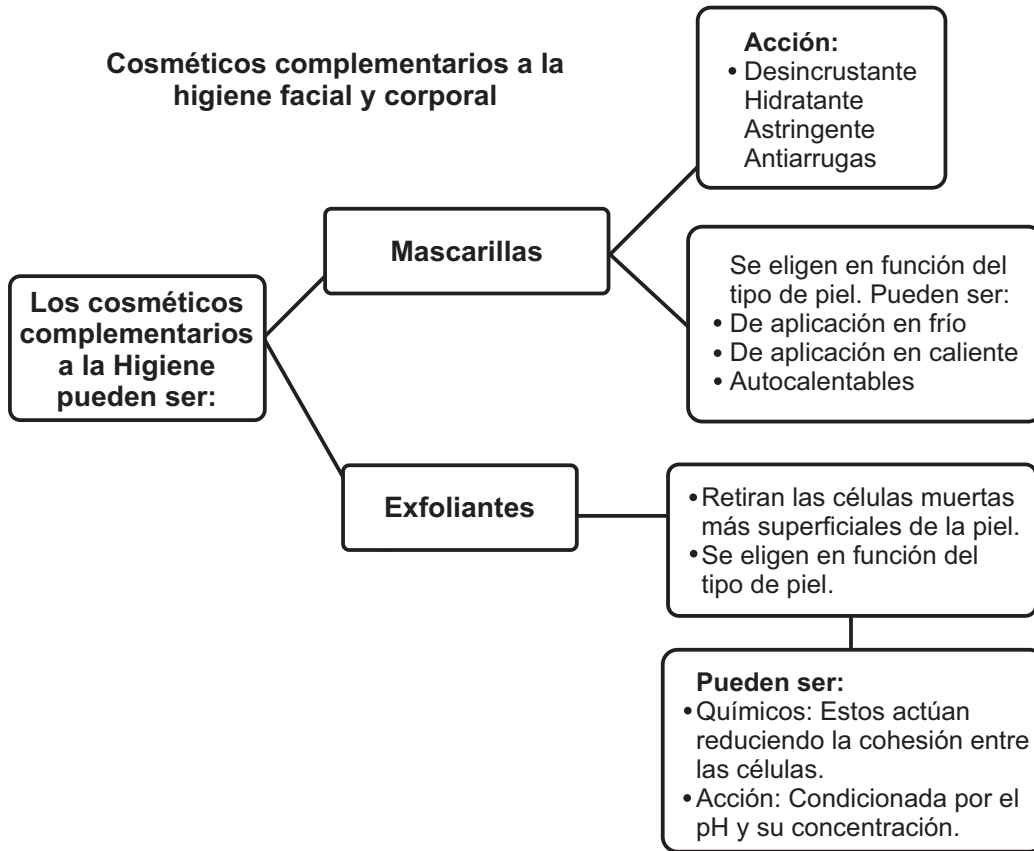 Cosméticos complementarios a la
higiene facial y corporal
Los cosméticos
complementarios
a la Higiene
pueden ser:
Mascarillas
Acción:
• Desincrustante
Hidratante
Astringente
Antiarrugas
Se eligen en función del
tipo de piel. Pueden ser:
• De aplicación en frío
• De aplicación en caliente
• Autocalentables
Exfoliantes
• Retiran las células muertas
más superficiales de la piel.
• Se eligen en función del
tipo de piel.
Pueden ser:
• Químicos: Estos actúan
reduciendo la cohesión entre
las células.
• Acción: Condicionada por el
pH y su concentración.